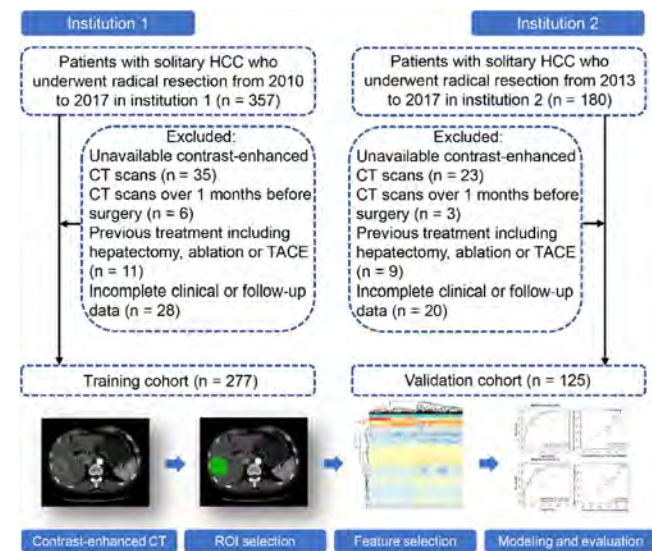 Institution 1
Patients with solitary HCC who
underwent radical resection from 2010
to 2017 in institution 1 (n = 357)
Excluded:
Unavailable contrast-enhanced
CT scans (n = 35)
CT scans over 1 months before
surgery (n = 6)
Previous treatment including
hepatectomy, ablation or TACE
(n = 11)
Incomplete clinical or follow-up
data (n = 28)
Training cohort (n = 277)
Institution 2
Patients with solitary HCC who
underwent radical resection from 2013
to 2017 in institution 2 (n = 180)
Excluded:
Unavailable contrast-enhanced
CT scans (n = 23)
CT scans over 1 months before
surgery (n = 3)
Previous treatment including
hepatectomy, ablation or TACE
(n = 9)
Incomplete clinical or follow-up
data (n = 20)
Validation cohort (n = 125)
Contrast-enhanced CT
ROI selection
Feature selection
Modeling and evaluation